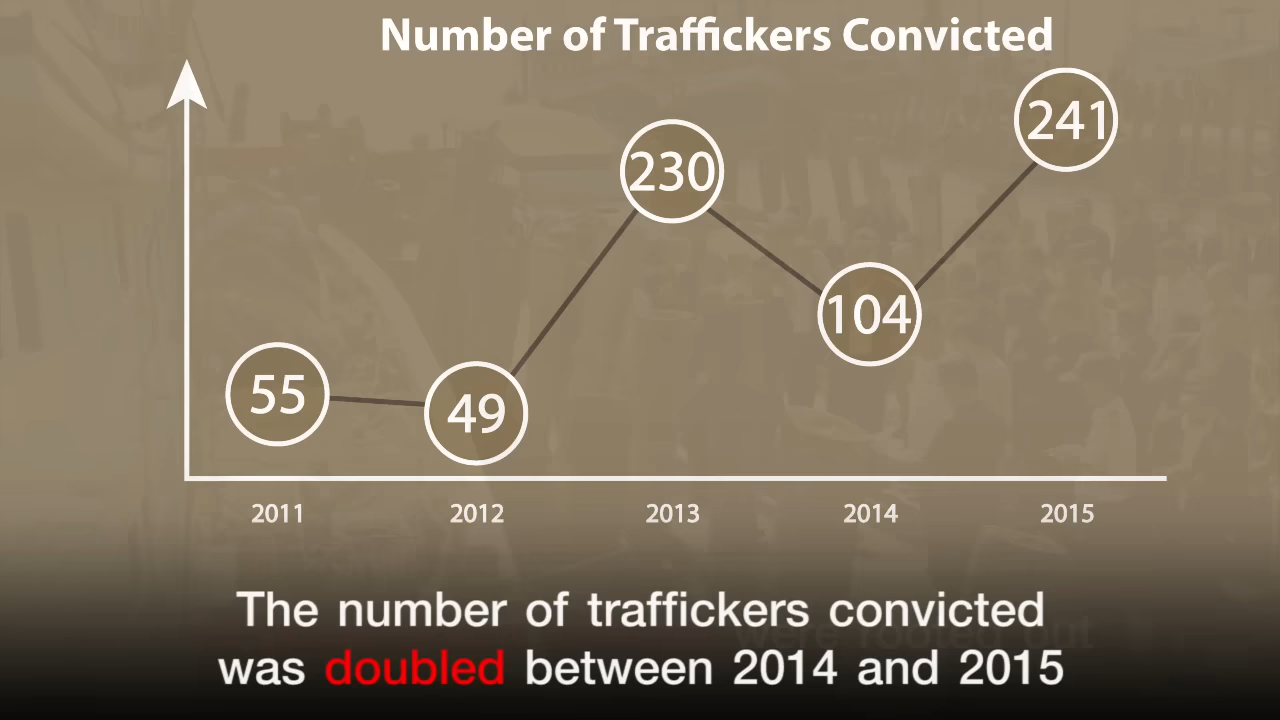 Number of Traffickers Convicted
241
230
104
55
49
2011 2012 2013 2014 2015
The number of traffickers convicted
was doubled between 2014 and 2015